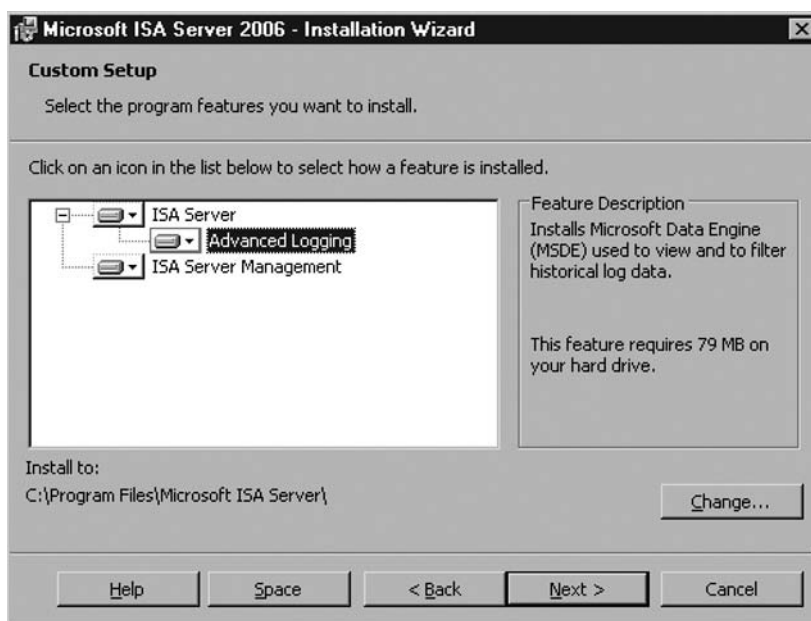 Microsoft ISA Server 2006 - Installation Wizard
Custom Setup
Select the program features you want to install.
Click on an icon in the list below to select how a feature is installed.
ISA Server
Advanced Logging
ISA Server Management
Feature Description
Installs Microsoft Data Engine
(MSDE) used to view and to filter
historical log data.
This feature requires 79 MB on
your hard drive.
Install to:
C:\Program Files\Microsoft ISA Server\
Change...
Help
Space
< Back
Next >
Cancel